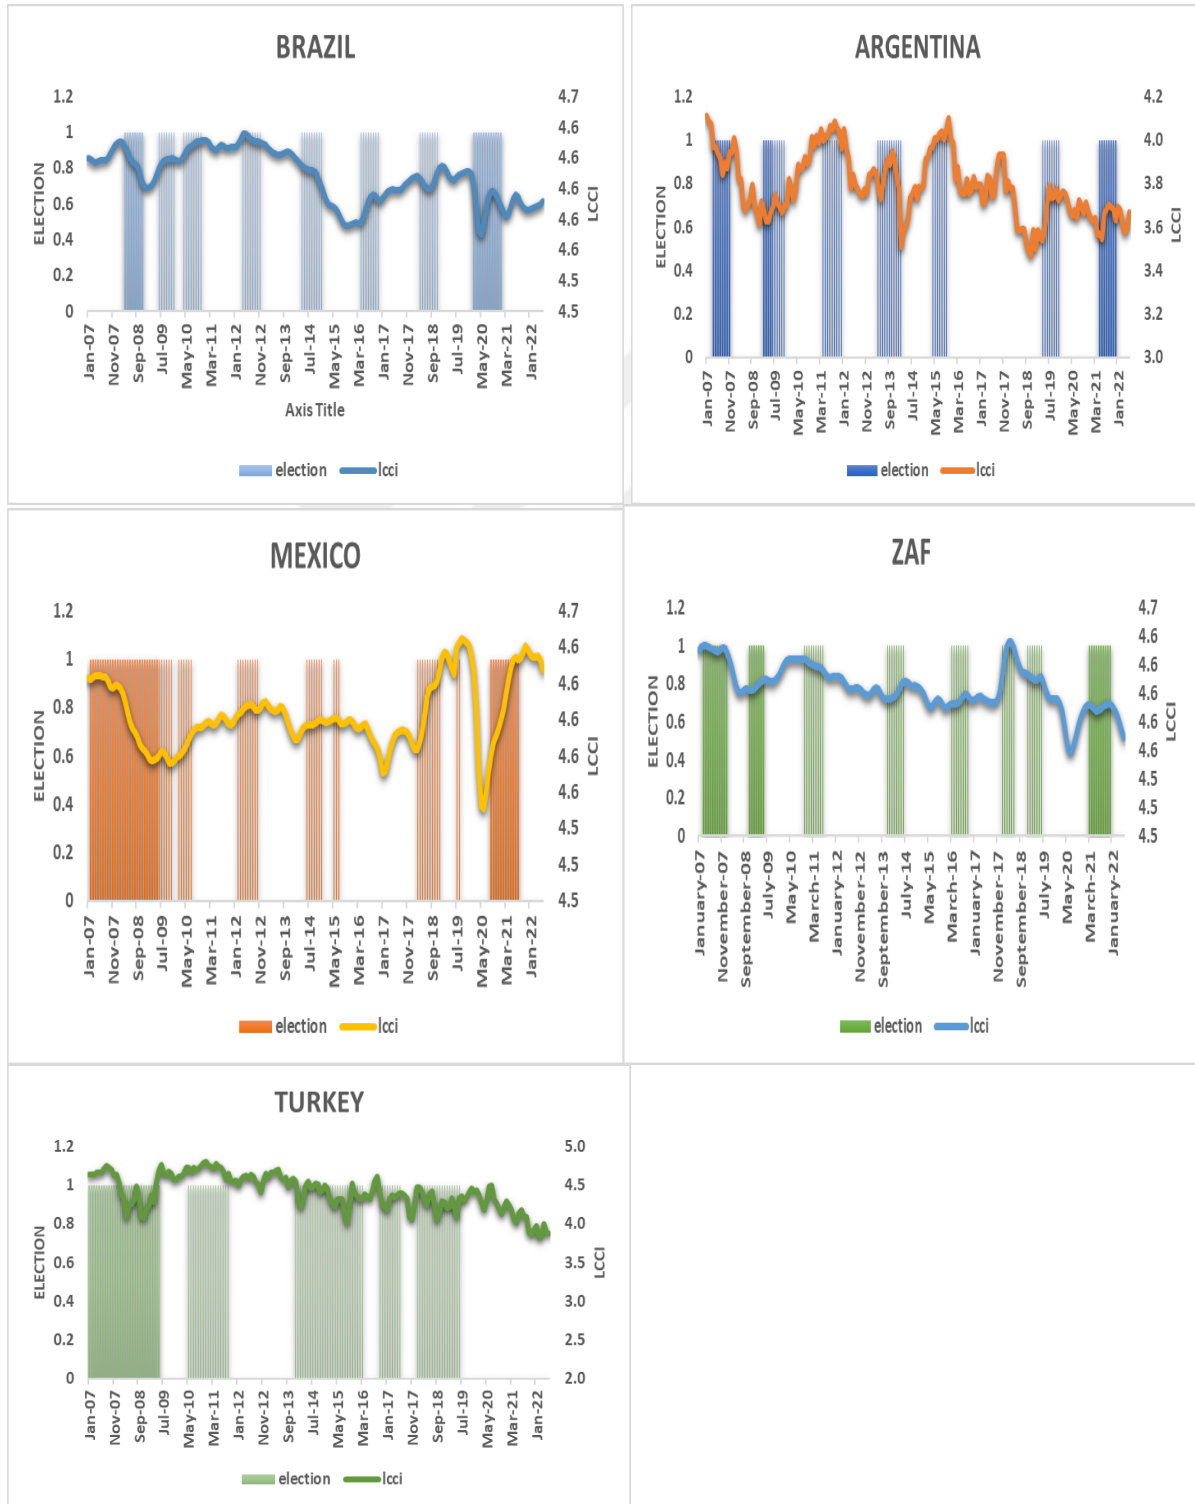 BRAZIL
1.2
1
0.8
0.6
0.4
0.2
0
ELECTION
4.7
4.6
4.6
4.6
4.6
4.6
4.5
4.5
LCCI
Jan-07
Nov-07
Sep-08
Jul-09
May-10
Mar-11
Jan-12
Nov-12
Sep-13
Jul-14
May-15
Mar-16
Jan-17
Nov-17
Sep-18
Jul-19
May-20
Mar-21
Jan-22
Axis Title
election lcci
ARGENTINA
1.2
1
0.8
0.6
0.4
0.2
0
ELECTION
4.2
4.0
3.8
3.6
3.4
3.2
3.0
LCCI
Jan-07
Nov-07
Sep-08
Jul-09
May-10
Mar-11
Jan-12
Nov-12
Sep-13
Jul-14
May-15
Mar-16
Jan-17
Nov-17
Sep-18
Jul-19
May-20
Mar-21
Jan-22
election lcci
MEXICO
1.2
1
0.8
0.6
0.4
0.2
0
ELECTION
4.7
4.6
4.6
4.6
4.6
4.6
4.5
4.5
4.5
LCCI
Jan-07
Nov-07
Sep-08
Jul-09
May-10
Mar-11
Jan-12
Nov-12
Sep-13
Jul-14
May-15
Mar-16
Jan-17
Nov-17
Sep-18
Jul-19
May-20
Mar-21
Jan-22
election lcci
ZAF
1.2
1
0.8
0.6
0.4
0.2
0
ELECTION
4.7
4.6
4.6
4.6
4.6
4.6
4.5
4.5
4.5
LCCI
January-07
November-07
September-08
July-09
May-10
March-11
January-12
November-12
September-13
July-14
May-15
March-16
January-17
November-17
September-18
July-19
May-20
March-21
January-22
election lcci
TURKEY
1.2
1
0.8
0.6
0.4
0.2
0
ELECTION
5.0
4.5
4.0
3.5
3.0
2.5
2.0
LCCI
Jan-07
Nov-07
Sep-08
Jul-09
May-10
Mar-11
Jan-12
Nov-12
Sep-13
Jul-14
May-15
Mar-16
Jan-17
Nov-17
Sep-18
Jul-19
May-20
Mar-21
Jan-22
election lcci